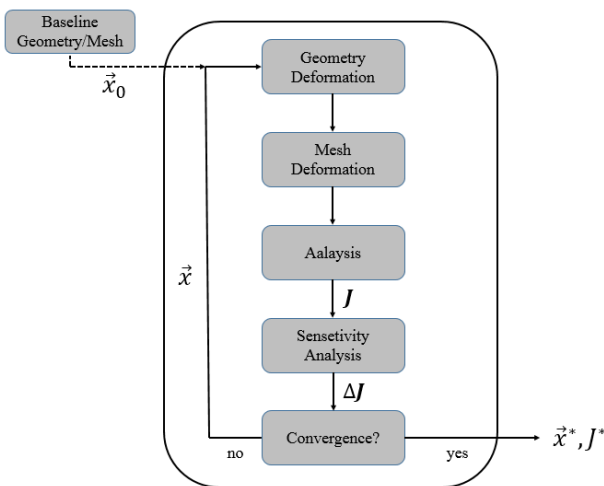 Baseline
Geometry/Mesh
x⃗₀
Geometry
Deformation
Mesh
Deformation
Aalaysis
x⃗
J
Sensetivity
Analysis
ΔJ
Convergence?
no
yes
x⃗*, J*